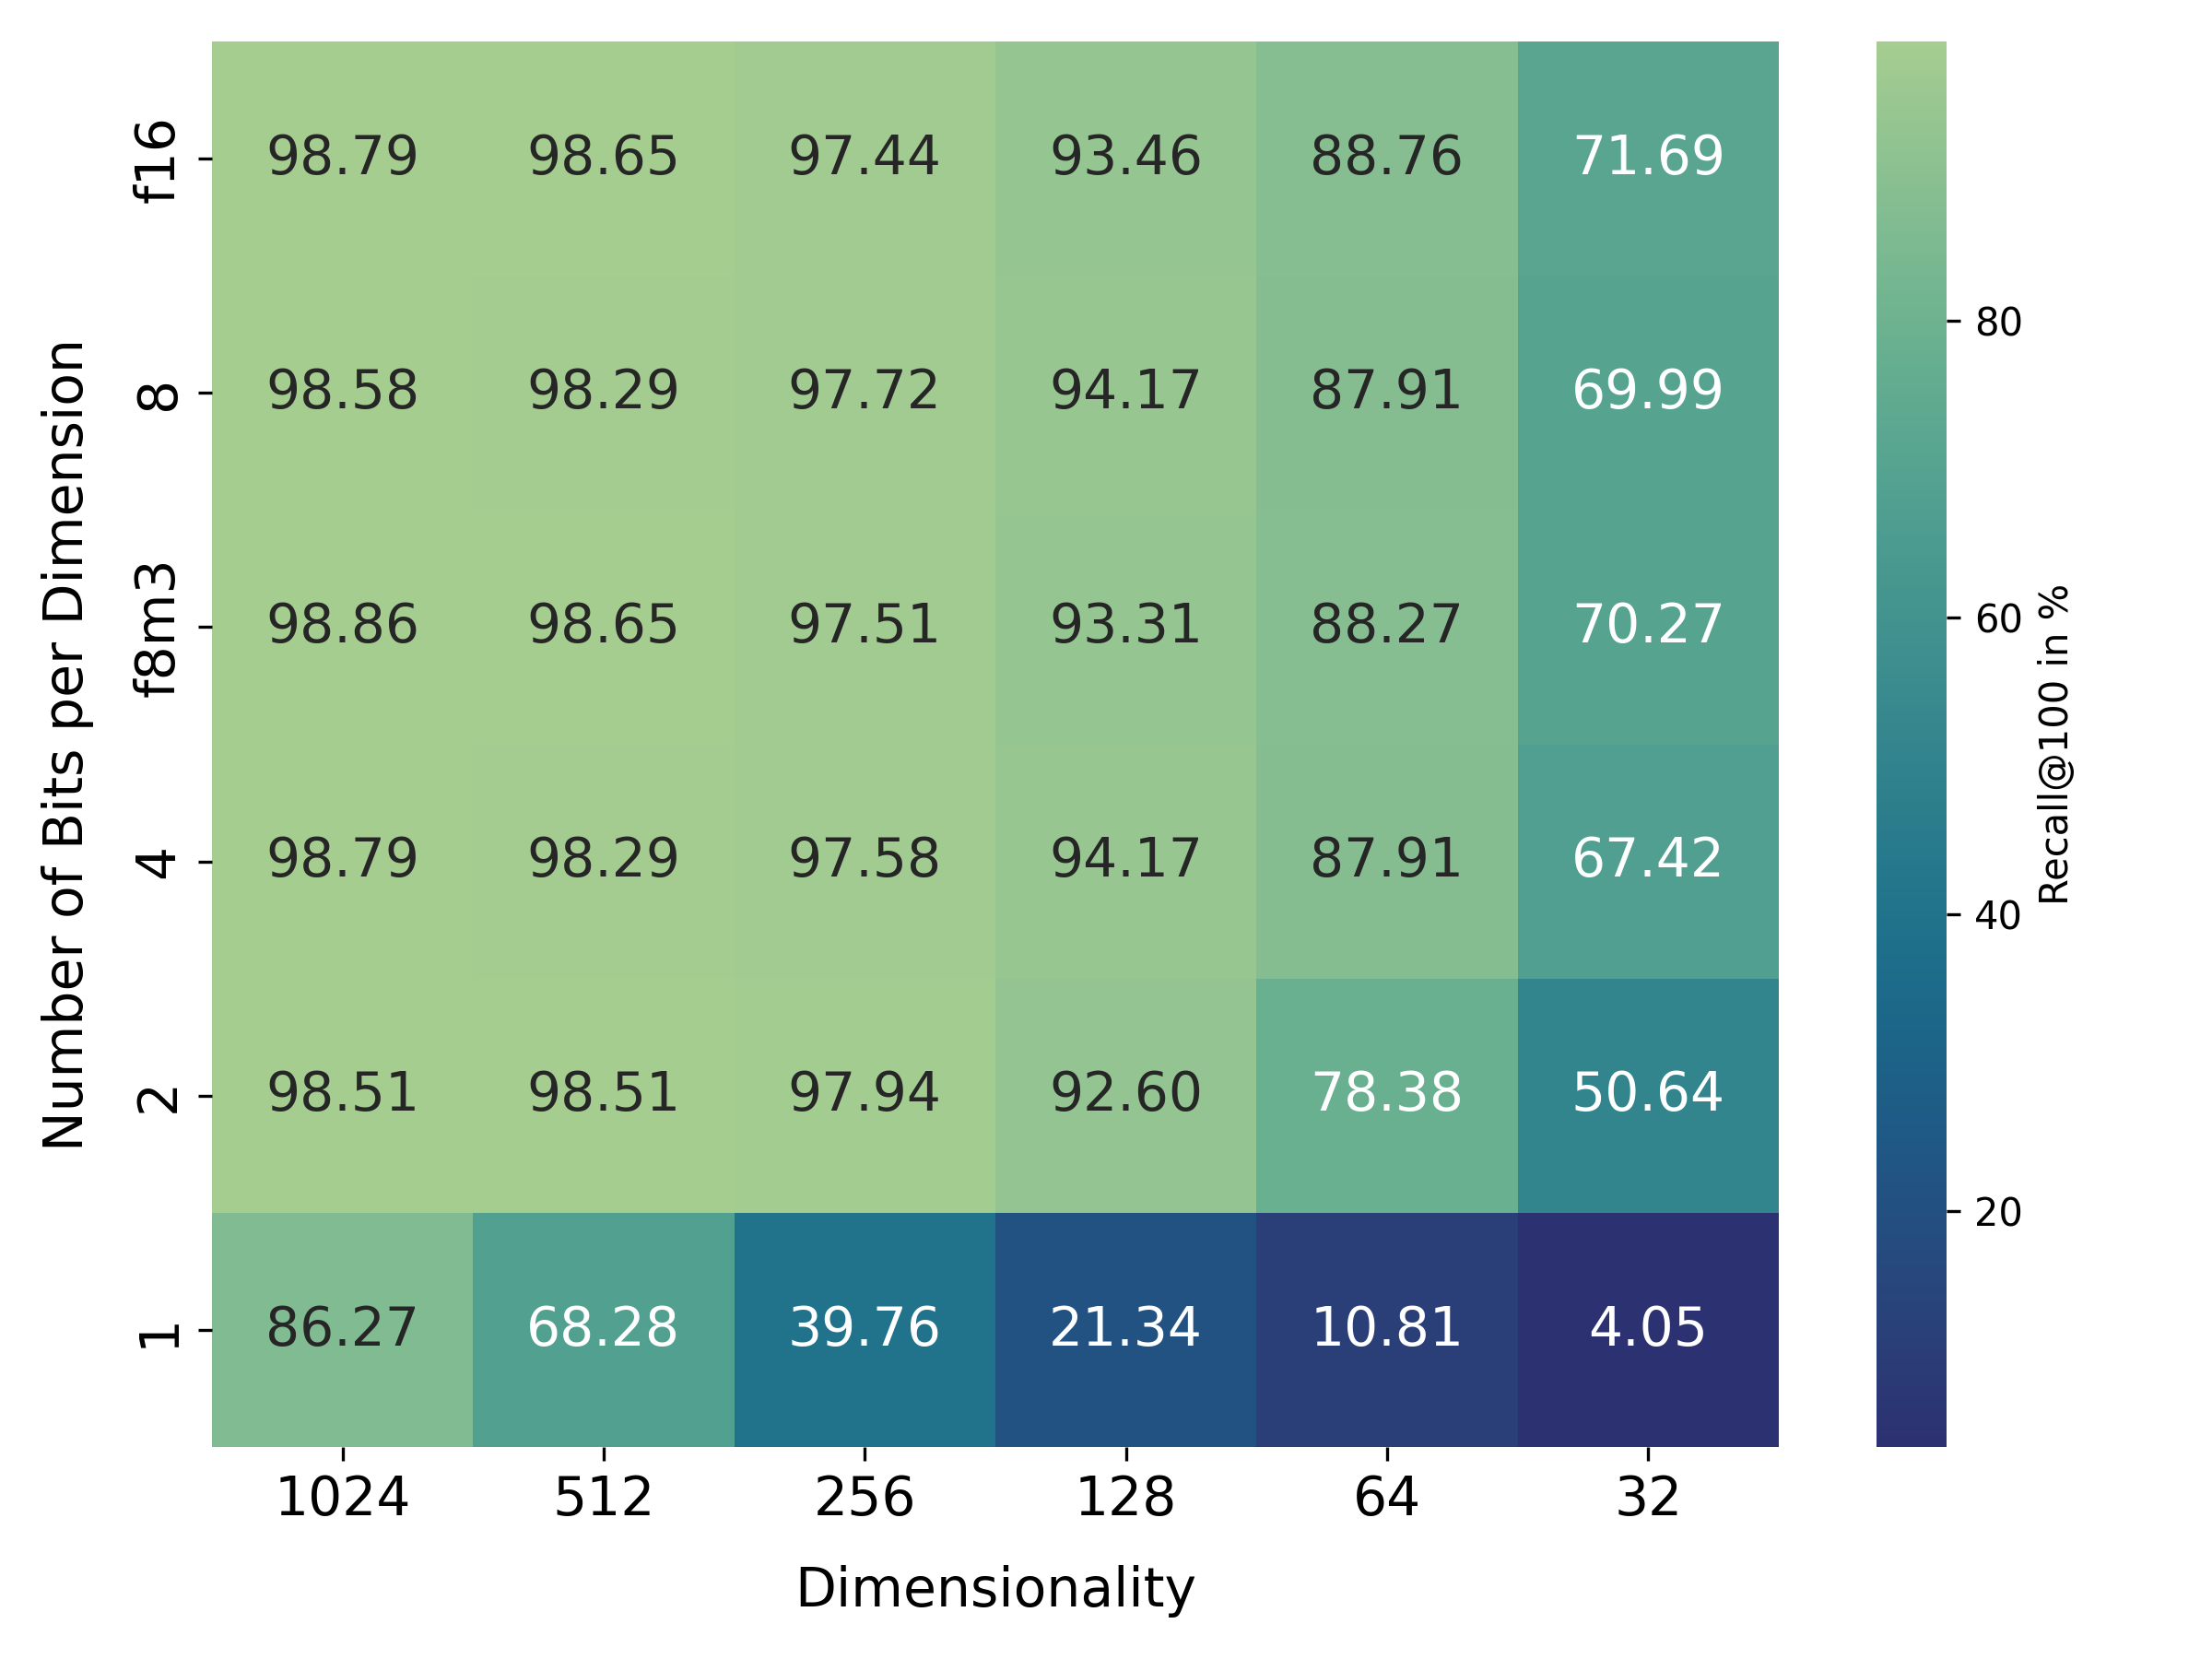 Number of Bits per Dimension
f16 98.79 98.65 97.44 93.46 88.76 71.69
8 98.58 98.29 97.72 94.17 87.91 69.99
f8m3 98.86 98.65 97.51 93.31 88.27 70.27
4 98.79 98.29 97.58 94.17 87.91 67.42
2 98.51 98.51 97.94 92.60 78.38 50.64
1 86.27 68.28 39.76 21.34 10.81 4.05
1024 512 256 128 64 32
Dimensionality
80
60
40
20
Recall@100 in %